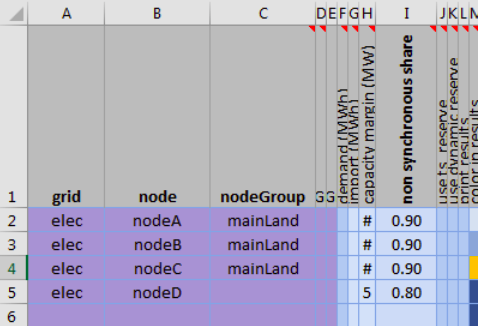 A B C D E F G H I J K L M
1 grid node nodeGroup G G demand (MWh) import (MWh) capacity margin (MW) non synchronous share use ts_reserve use dynamic reserve print results color in results
2 elec nodeA mainLand # 0.90
3 elec nodeB mainLand # 0.90
4 elec nodeC mainLand # 0.90
5 elec nodeD 5 0.80
6